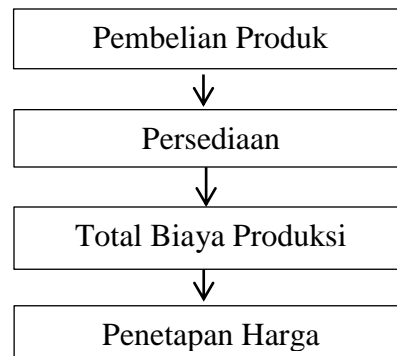 Pembelian Produk
Persediaan
Total Biaya Produksi
Penetapan Harga